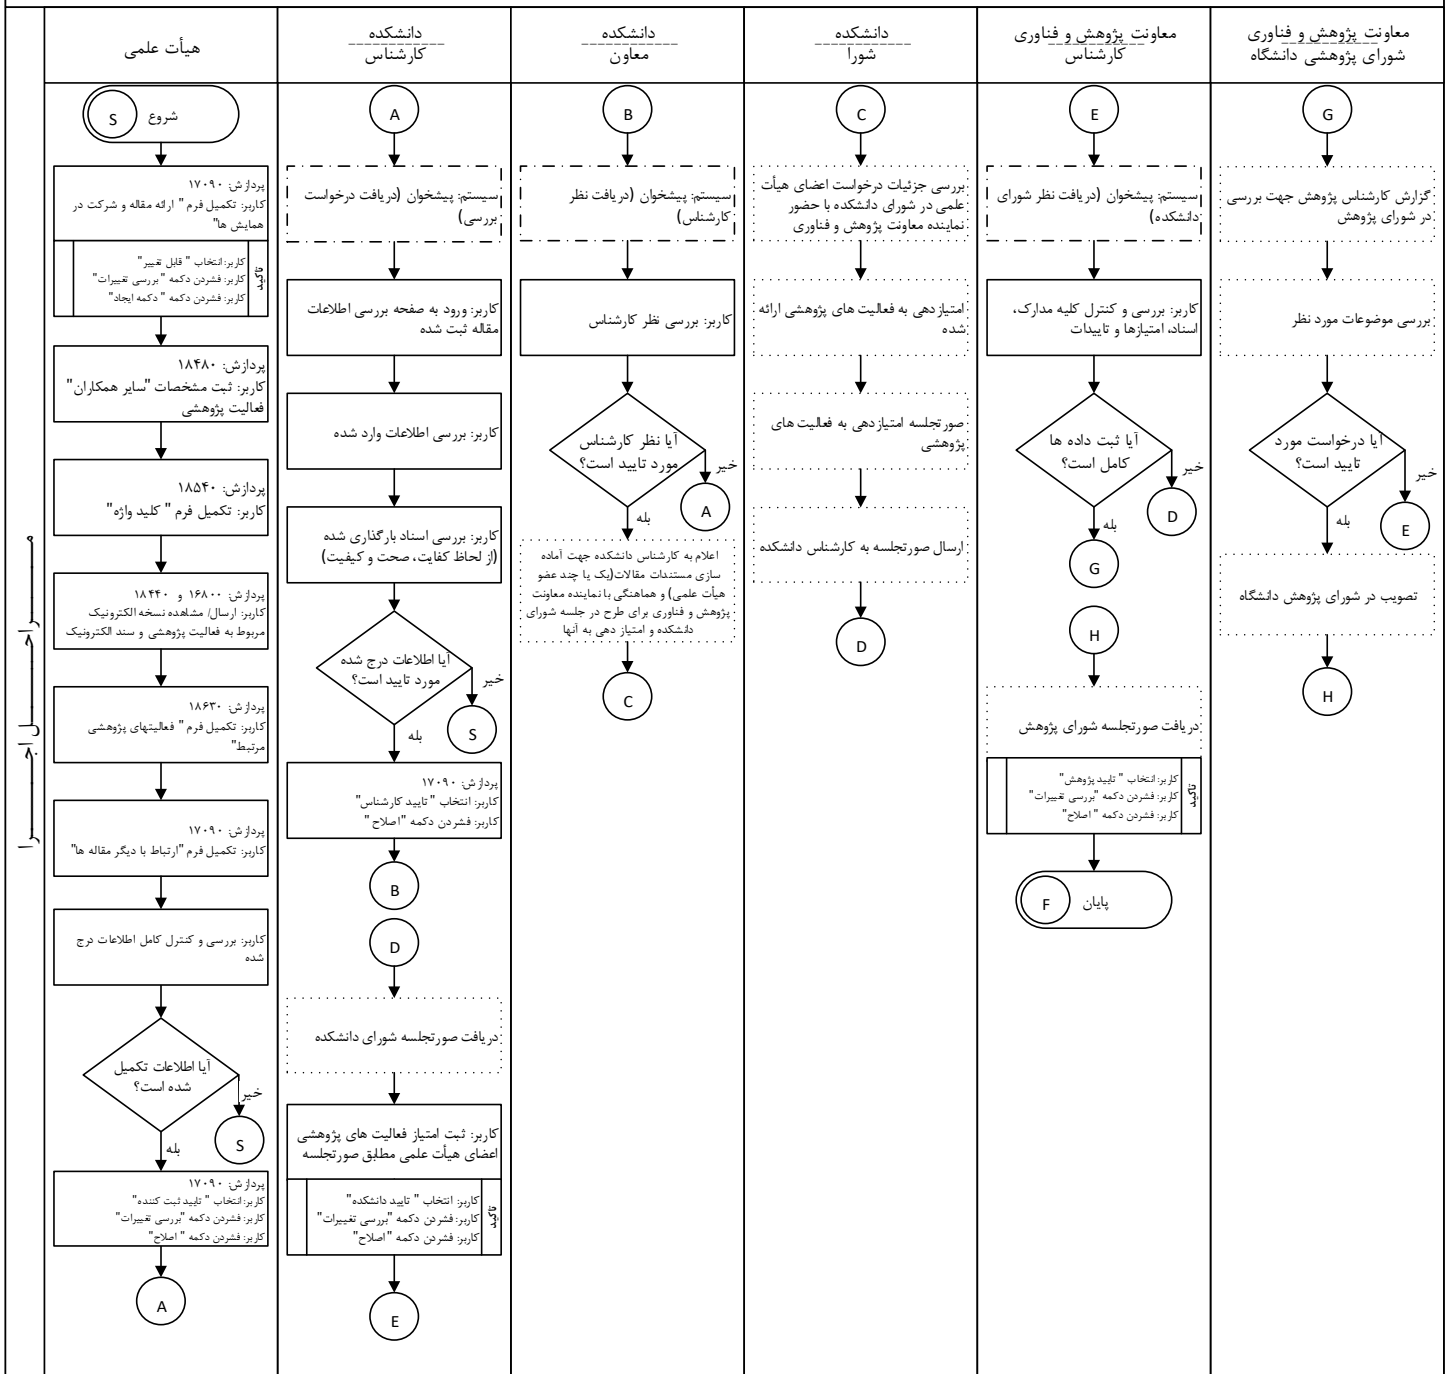 هیأت علمی
شروع
S
پردازش: ۱۷۰۹۰
کاربر: تکمیل فرم " ارائه مقاله و شرکت در
همایش ها"
کاربر: انتخاب " قابل تغییر"
کاربر: فشردن دکمه "بررسی تغییرات"
کاربر: فشردن دکمه " دکمه ایجاد"
تاکید
پردازش: ۱۸۴۸۰
کاربر: ثبت مشخصات "سایر همکاران"
فعالیت پژوهشی
پردازش: ۱۸۵۴۰
کاربر: تکمیل فرم " کلید واژه"
پردازش: ۱۶۸۰۰ و ۱۸۴۴۰
کاربر: ارسال/ مشاهده نسخه الکترونیک
مربوط به فعالیت پژوهشی و سند الکترونیک
پردازش: ۱۸۶۳۰
کاربر: تکمیل فرم " فعالیتهای پژوهشی
مرتبط"
پردازش: ۱۷۰۹۰
کاربر: تکمیل فرم "ارتباط با دیگر مقاله ها"
کاربر: بررسی و کنترل کامل اطلاعات درج
شده
آیا اطلاعات تکمیل
شده است؟
خیر
S
بله
پردازش: ۱۷۰۹۰
کاربر: انتخاب " تایید ثبت کننده"
کاربر: فشردن دکمه "بررسی تغییرات"
کاربر: فشردن دکمه " اصلاح"
A
دانشکده
کارشناس
A
سیستم: پیشخوان (دریافت درخواست
بررسی)
کاربر: ورود به صفحه بررسی اطلاعات
مقاله ثبت شده
کاربر: بررسی اطلاعات وارد شده
کاربر: بررسی اسناد بارگذاری شده
(از لحاظ کفایت، صحت و کیفیت)
آیا اطلاعات درج شده
مورد تایید است؟
خیر
S
بله
پردازش: ۱۷۰۹۰
کاربر: انتخاب " تایید کارشناس"
کاربر: فشردن دکمه "اصلاح "
B
D
دریافت صورتجلسه شورای دانشکده
کاربر: ثبت امتیاز فعالیت های پژوهشی
اعضای هیأت علمی مطابق صورتجلسه
کاربر: انتخاب " تایید دانشکده"
کاربر: فشردن دکمه "بررسی تغییرات"
کاربر: فشردن دکمه "اصلاح"
تاکید
E
دانشکده
معاون
B
سیستم: پیشخوان (دریافت نظر
کارشناس)
کاربر: بررسی نظر کارشناس
آیا نظر کارشناس
مورد تایید است؟
خیر
A
بله
اعلام به کارشناس دانشکده جهت آماده
سازی مستندات مقالات(یک یا چند عضو
هیأت علمی) و هماهنگی با نماینده معاونت
پژوهش و فناوری برای طرح در جلسه شورای
دانشکده و امتیاز دهی به آنها
C
دانشکده
شورا
C
بررسی جزئیات درخواست اعضای هیأت
علمی در شورای دانشکده با حضور
نماینده معاونت پژوهش و فناوری
امتیازدهی به فعالیت های پژوهشی ارائه
شده
صورتجلسه امتیازدهی به فعالیت های
پژوهشی
ارسال صورتجلسه به کارشناس دانشکده
D
معاونت پژوهش و فناوری
کارشناس
E
سیستم: پیشخوان (دریافت نظر شورای
دانشکده)
کاربر: بررسی و کنترل کلیه مدارک،
اسناد، امتیازها و تاییدات
آیا ثبت داده ها
کامل است؟
خیر
D
بله
G
H
دریافت صورتجلسه شورای پژوهش
کاربر: انتخاب " تایید پژوهش"
کاربر: فشردن دکمه "بررسی تغییرات"
کاربر: فشردن دکمه "اصلاح"
تاکید
پایان
F
معاونت پژوهش و فناوری
شورای پژوهشی دانشگاه
G
گزارش کارشناس پژوهش جهت بررسی
در شورای پژوهش
بررسی موضوعات مورد نظر
آیا درخواست مورد
تایید است؟
خیر
E
بله
تصویب در شورای پژوهش دانشگاه
H
مراحل اجرا